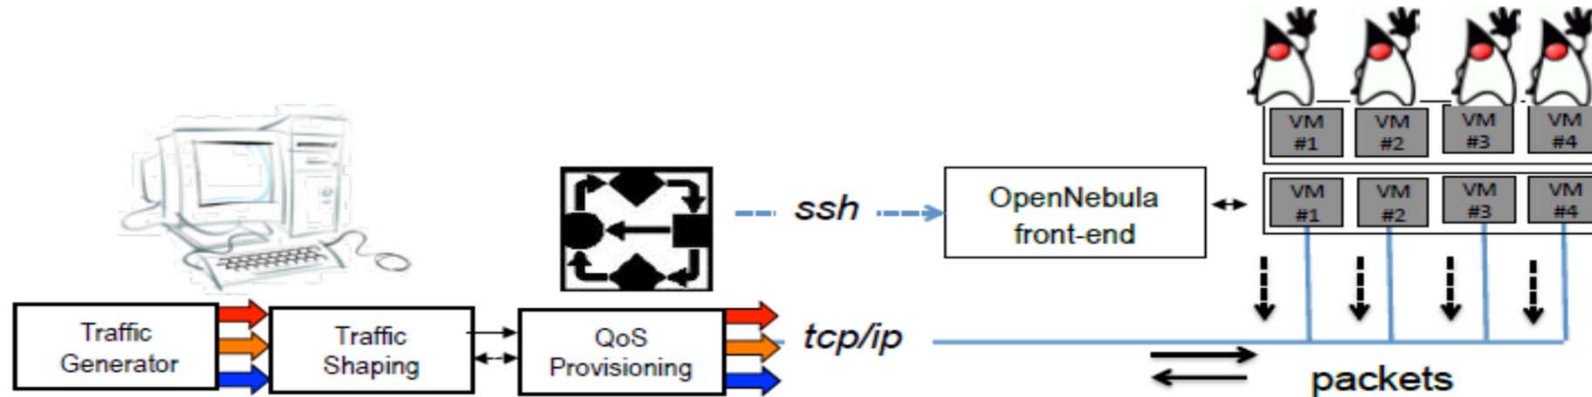 VM #1
VM #2
VM #3
VM #4
VM #1
VM #2
VM #3
VM #4
ssh
OpenNebula
front-end
Traffic
Generator
Traffic
Shaping
QoS
Provisioning
tcp/ip
packets